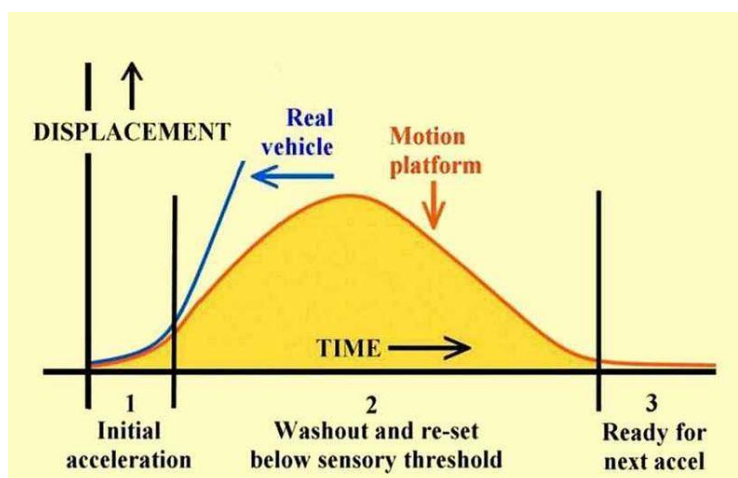 DISPLACEMENT
Real
vehicle
Motion
platform
TIME
1
Initial
acceleration
2
Washout and re-set
below sensory threshold
3
Ready for
next accel